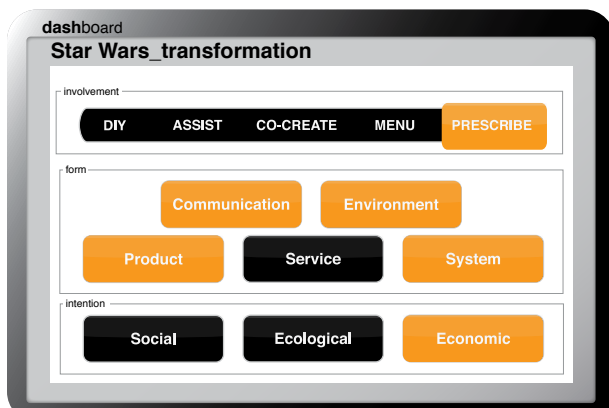 dashboard
Star Wars_transformation
involvement
DIY ASSIST CO-CREATE MENU PRESCRIBE
form
Communication Environment
Product Service System
intention
Social Ecological Economic